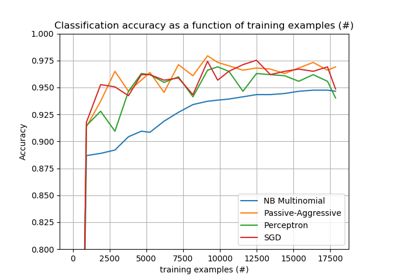 Classification accuracy as a function of training examples (#)
1.000
0.975
0.950
0.925
0.900
0.875
0.850
0.825
0.800
Accuracy
NB Multinomial
Passive-Aggressive
Perceptron
SGD
0 2500 5000 7500 10000 12500 15000 17500
training examples (#)